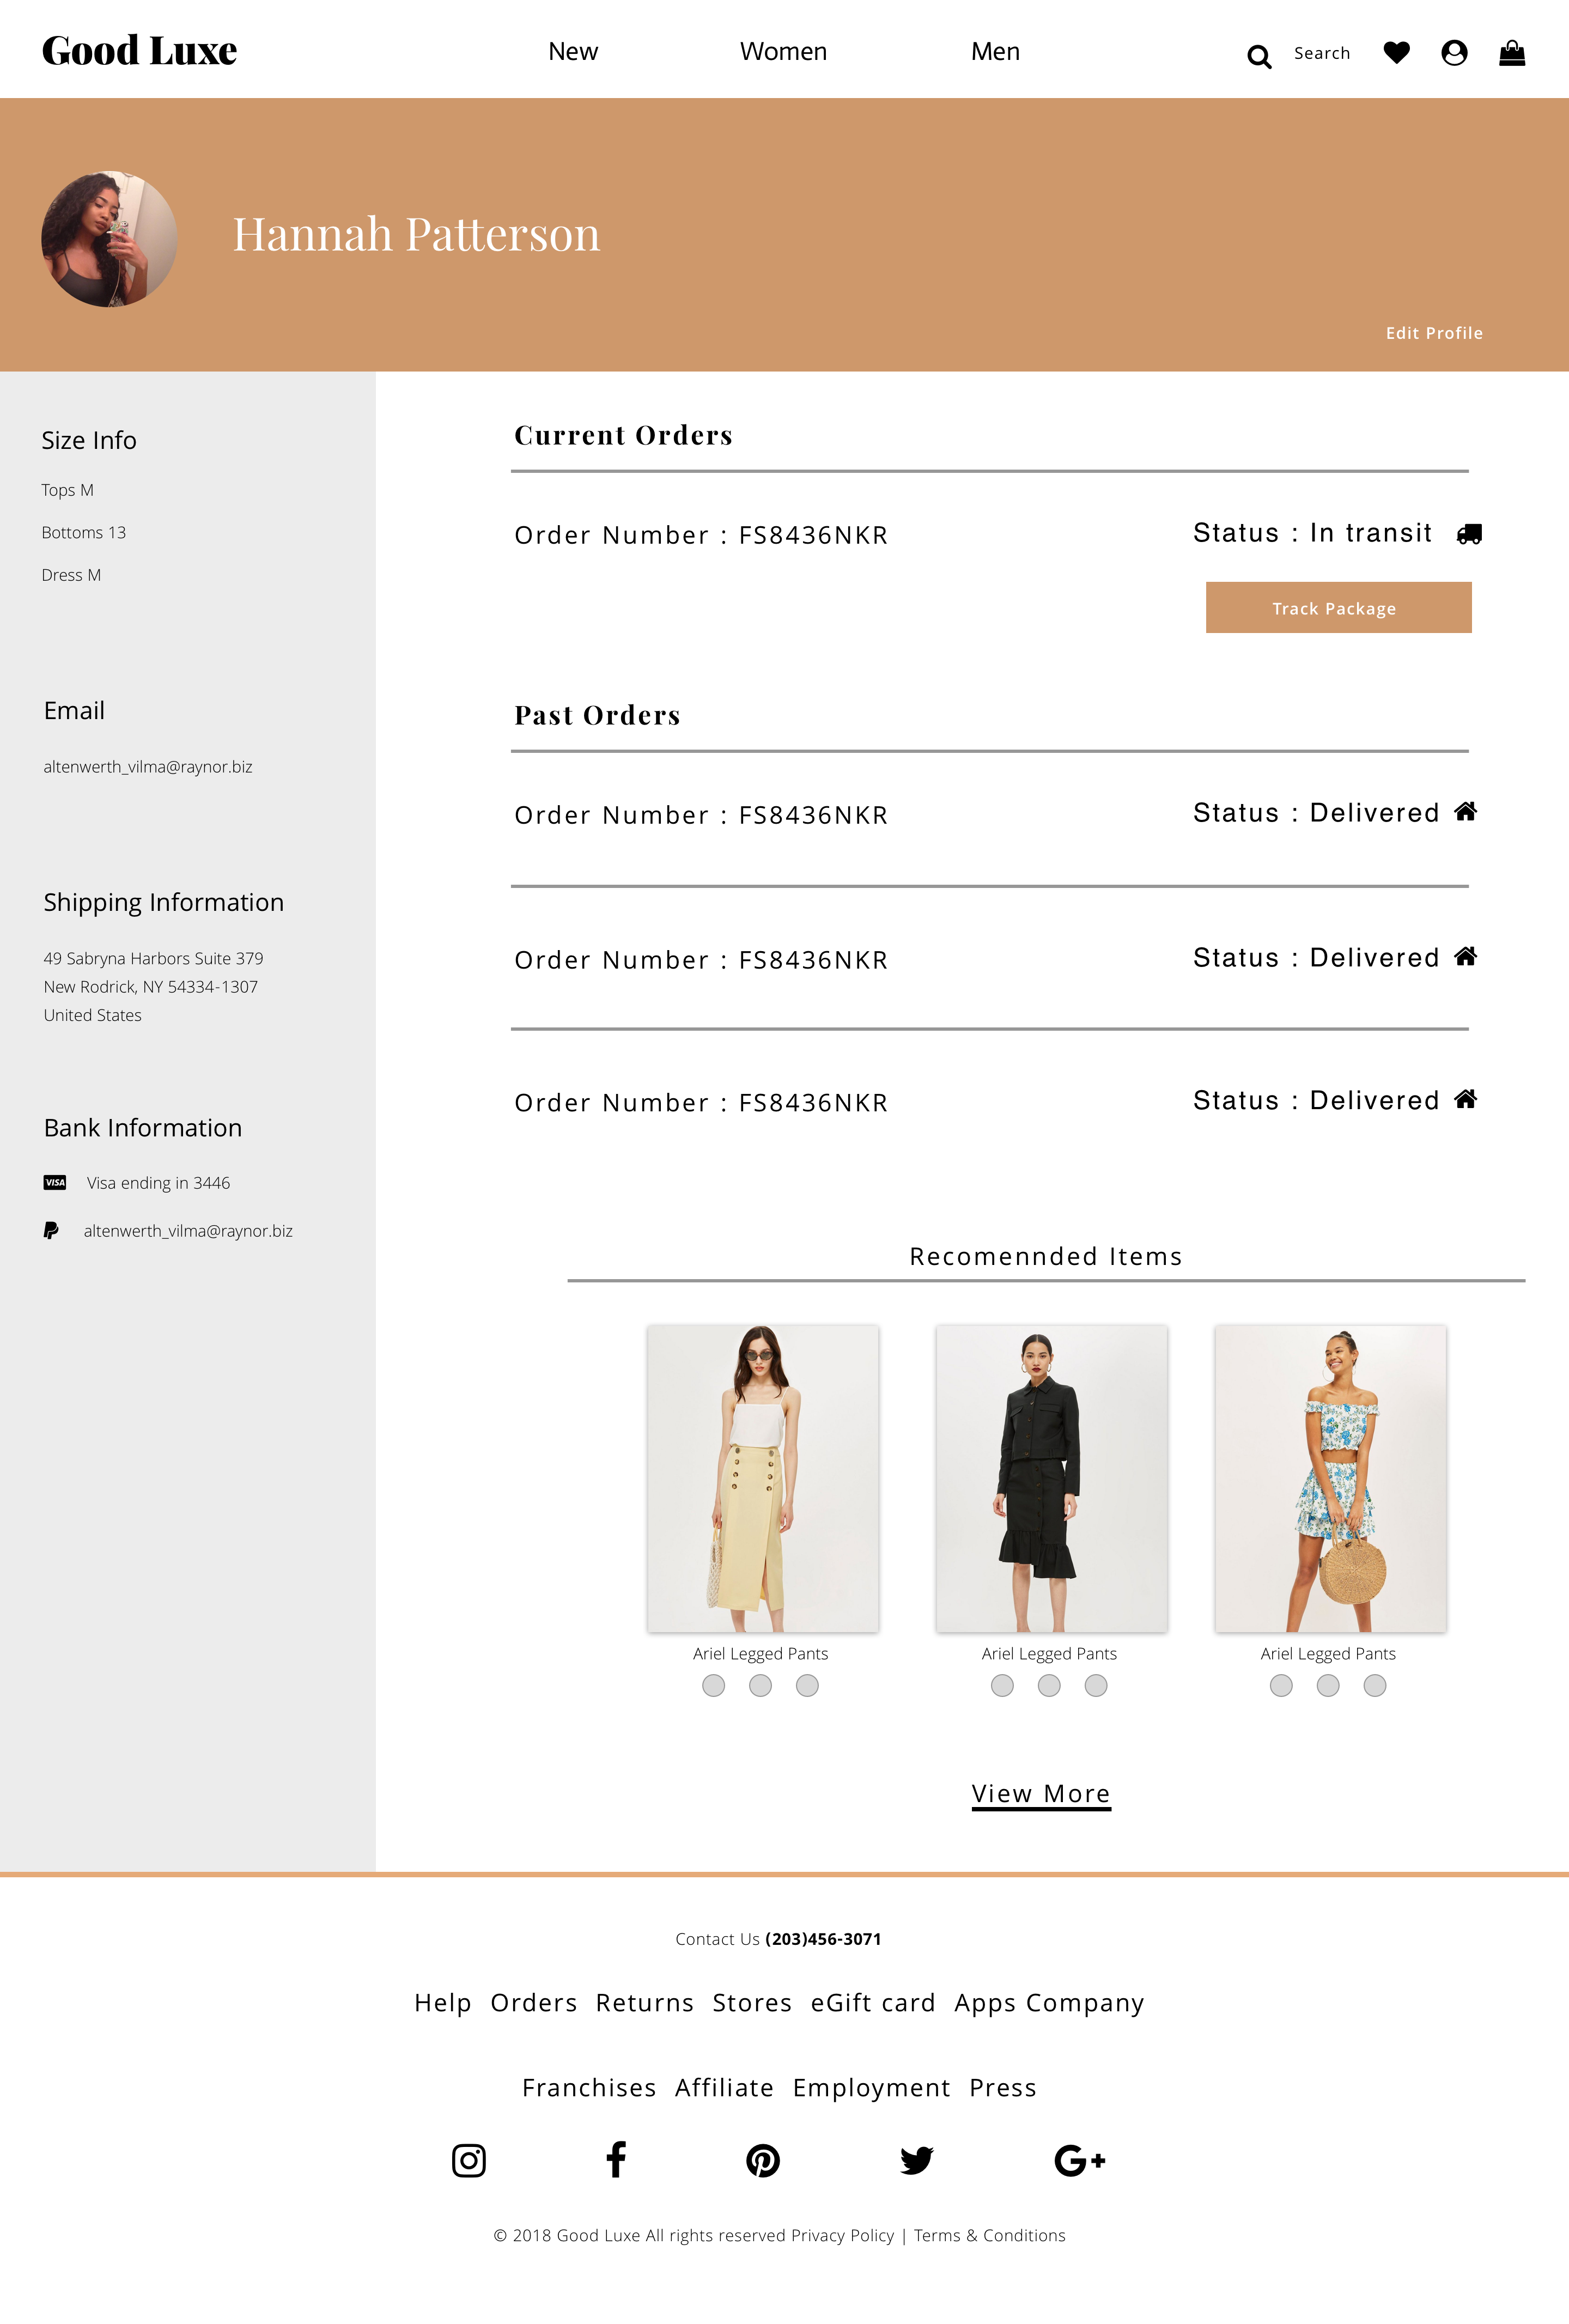 Good Luxe
New
Women
Men
Search
Hannah Patterson
Edit Profile
Size Info
Tops M
Bottoms 13
Dress M
Email
altenwerth_vilma@raynor.biz
Shipping Information
49 Sabryna Harbors Suite 379
New Rodrick, NY 54334-1307
United States
Bank Information
VISA Visa ending in 3446
altenwerth_vilma@raynor.biz
Current Orders
Order Number : FS8436NKR
Status : In transit
Track Package
Past Orders
Order Number : FS8436NKR
Status : Delivered
Order Number : FS8436NKR
Status : Delivered
Order Number : FS8436NKR
Status : Delivered
Recomennded Items
Ariel Legged Pants
Ariel Legged Pants
Ariel Legged Pants
View More
Contact Us (203)456-3071
Help Orders Returns Stores eGift card Apps Company
Franchises Affiliate Employment Press
© 2018 Good Luxe All rights reserved Privacy Policy | Terms & Conditions